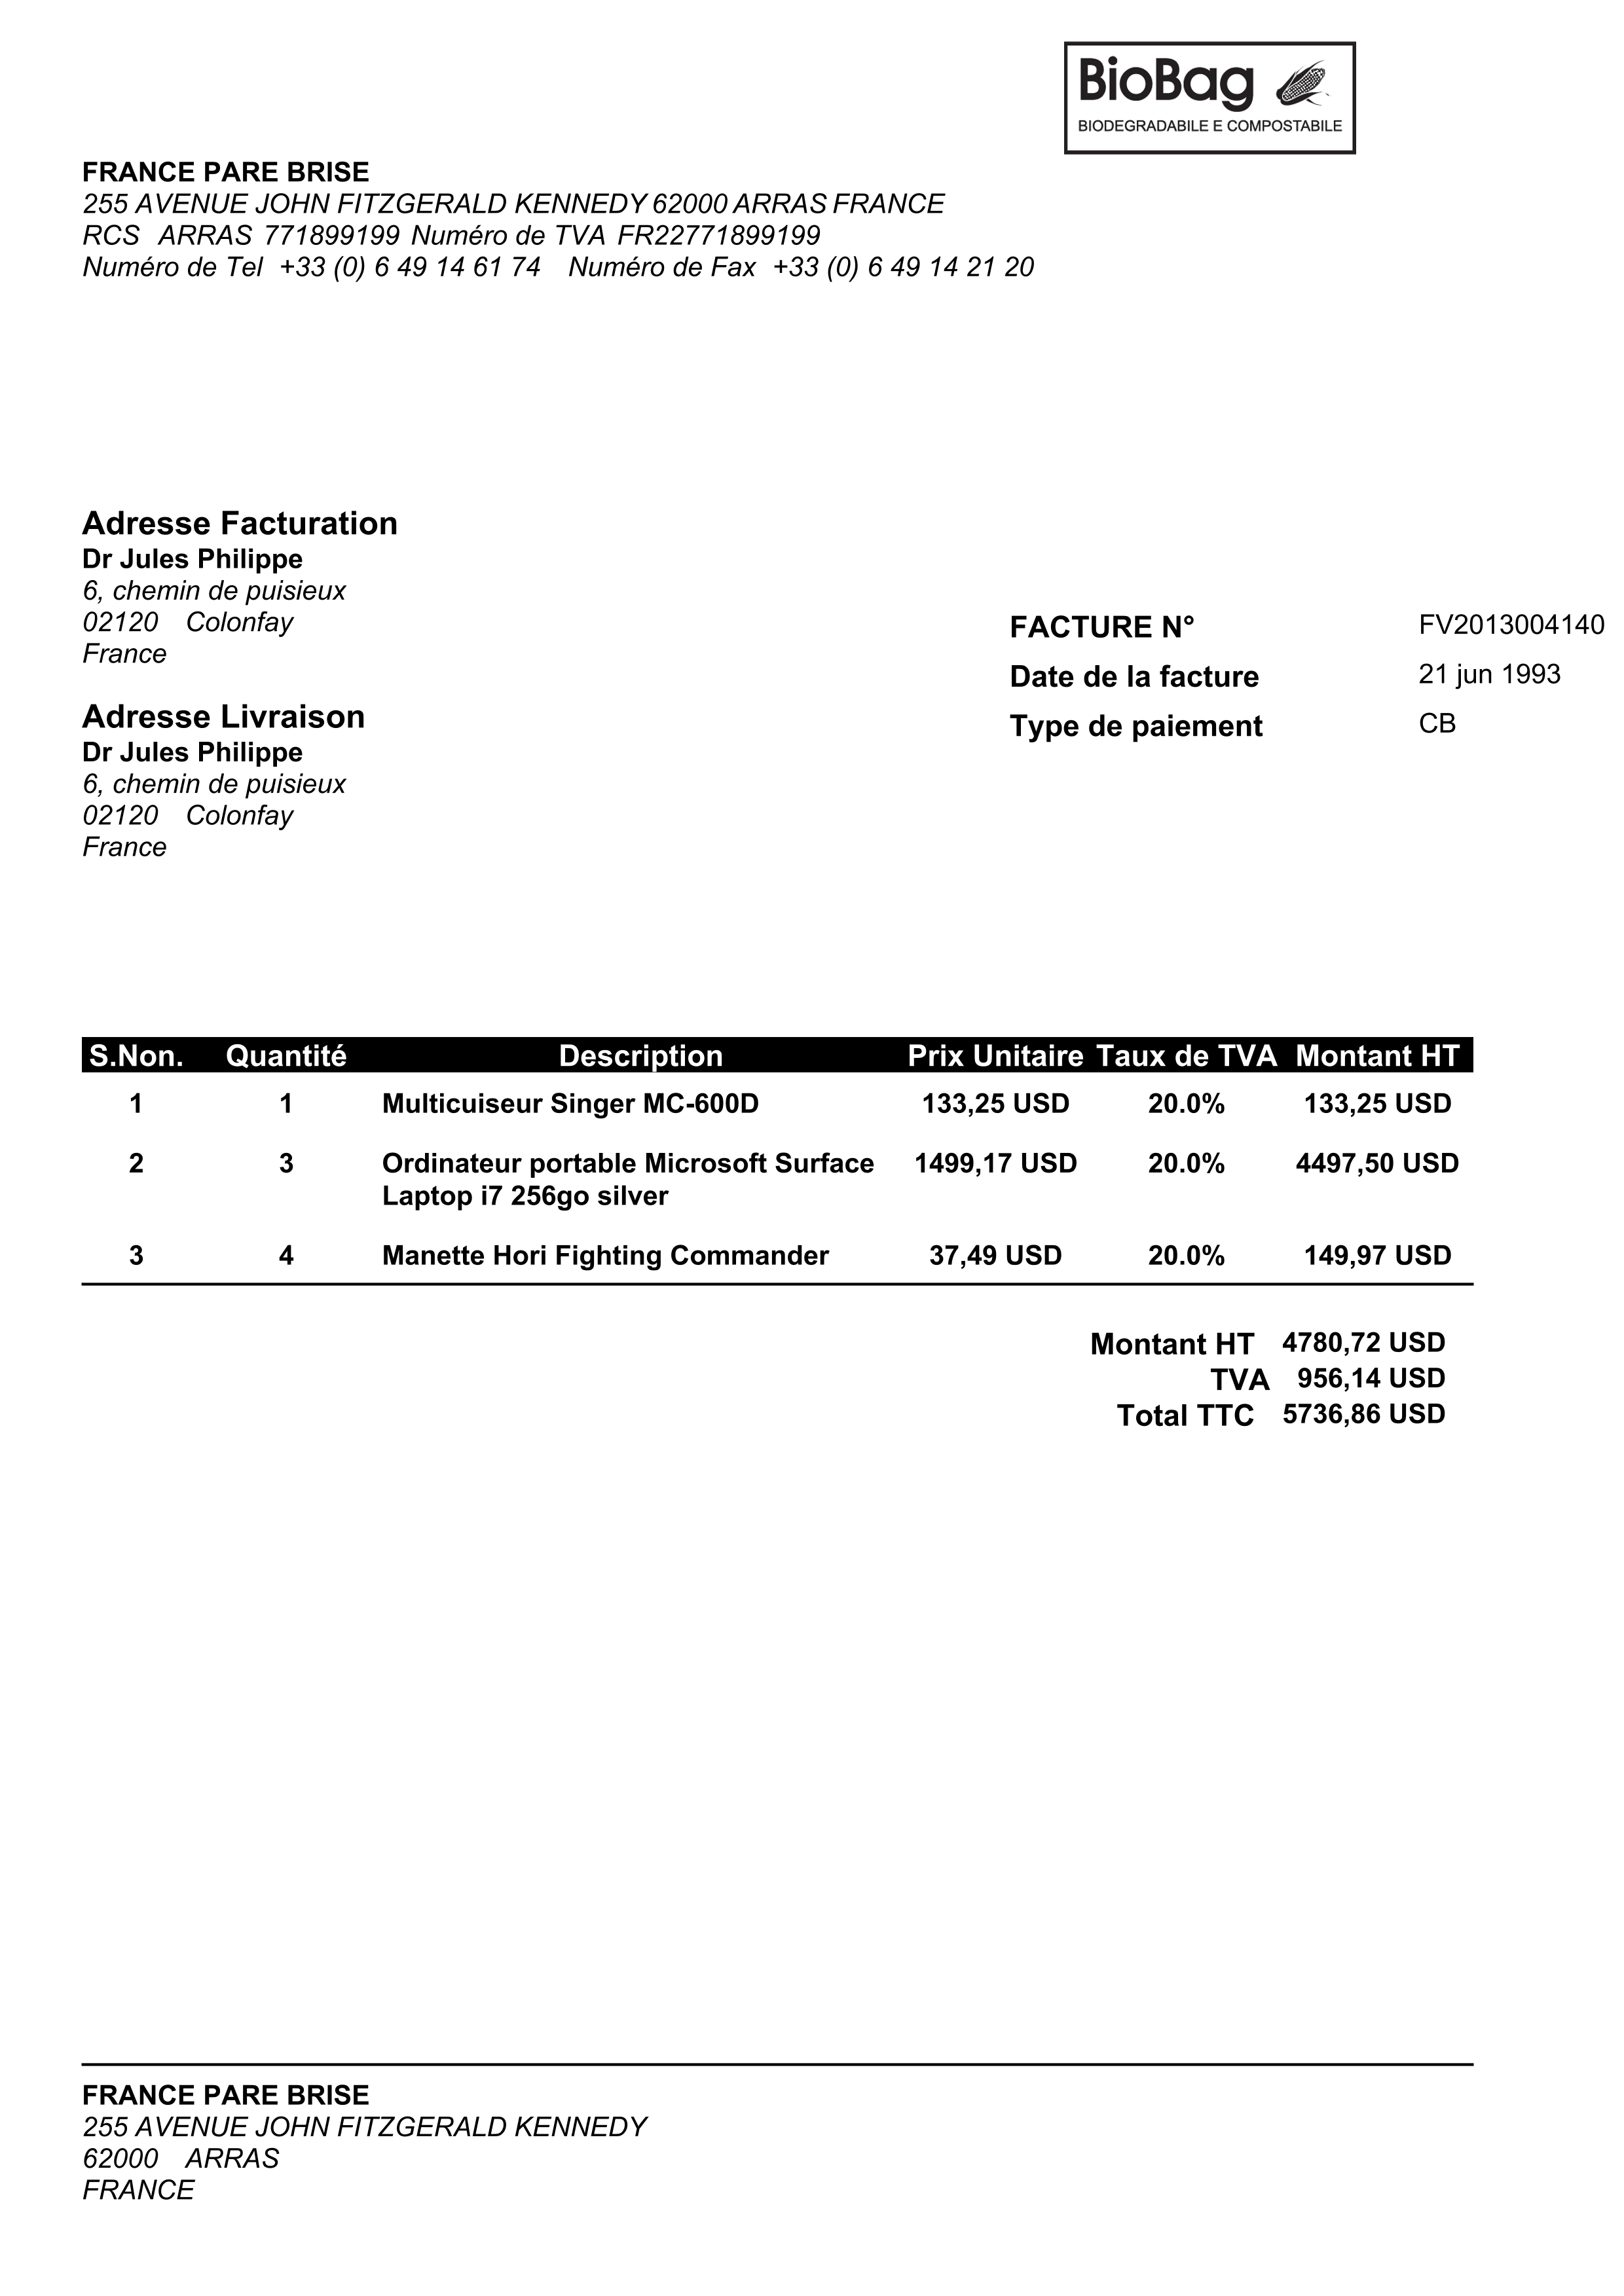 BioBag
BIODEGRADABILE E COMPOSTABILE
FRANCE PARE BRISE
255 AVENUE JOHN FITZGERALD KENNEDY 62000 ARRAS FRANCE
RCS ARRAS 771899199 Numéro de TVA FR22771899199
Numéro de Tel +33 (0) 6 49 14 61 74 Numéro de Fax +33 (0) 6 49 14 21 20
Adresse Facturation
Dr Jules Philippe
6, chemin de puisieux
02120 Colonfay
France
FACTURE N° FV2013004140
Date de la facture 21 jun 1993
Type de paiement CB
Adresse Livraison
Dr Jules Philippe
6, chemin de puisieux
02120 Colonfay
France
S.Non. Quantité Description Prix Unitaire Taux de TVA Montant HT
1 1 Multicuiseur Singer MC-600D 133,25 USD 20.0% 133,25 USD
2 3 Ordinateur portable Microsoft Surface 1499,17 USD 20.0% 4497,50 USD
Laptop i7 256go silver
3 4 Manette Hori Fighting Commander 37,49 USD 20.0% 149,97 USD
Montant HT 4780,72 USD
TVA 956,14 USD
Total TTC 5736,86 USD
FRANCE PARE BRISE
255 AVENUE JOHN FITZGERALD KENNEDY
62000 ARRAS
FRANCE